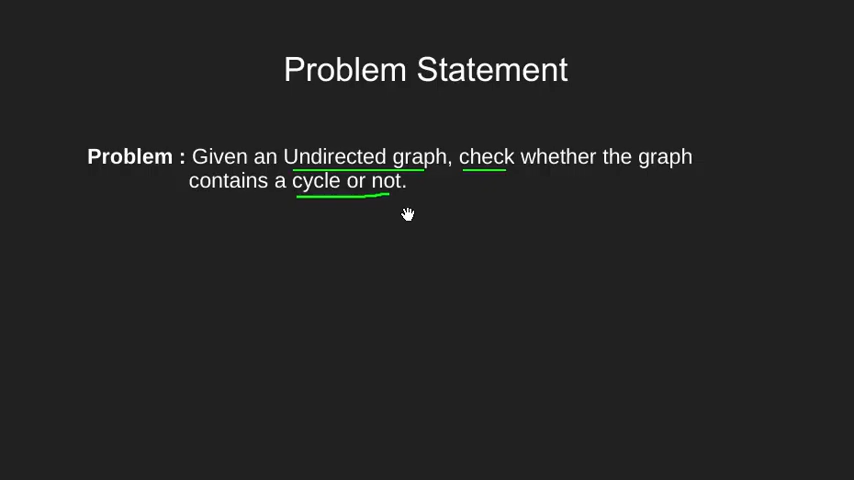 Problem Statement
Problem : Given an Undirected graph, check whether the graph
contains a cycle or not.